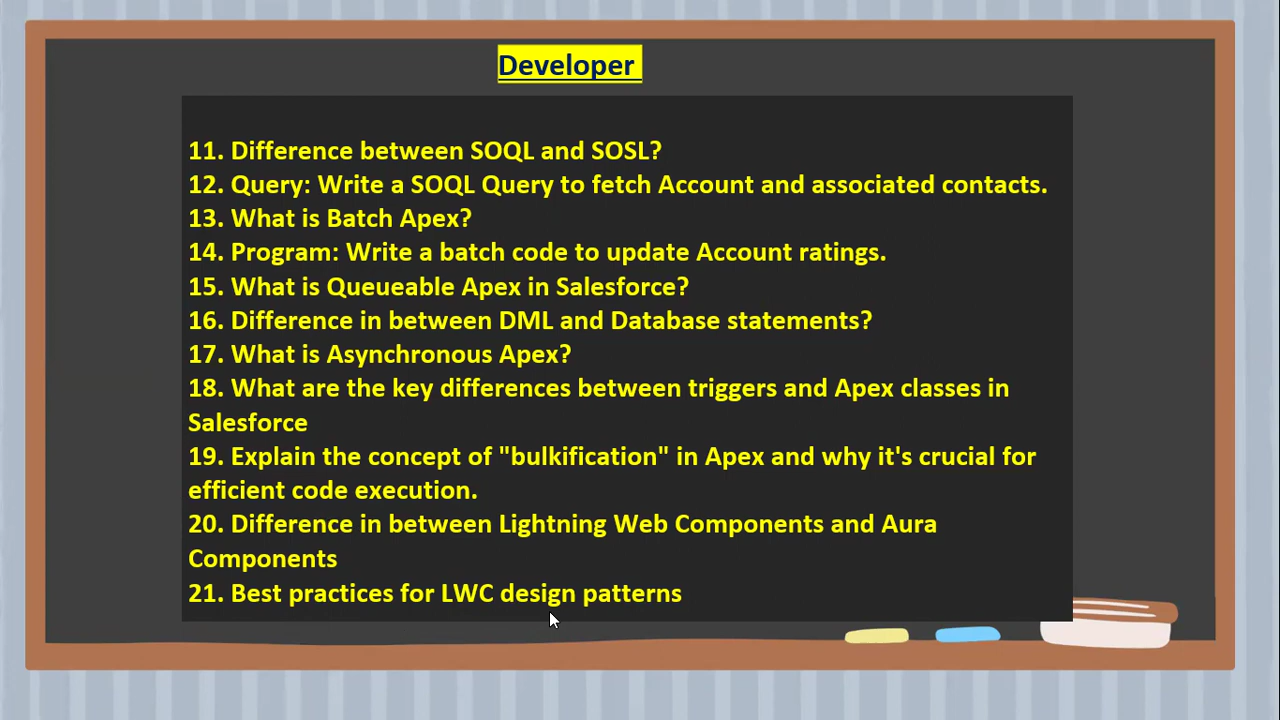 Developer
11. Difference between SOQL and SOSL?
12. Query: Write a SOQL Query to fetch Account and associated contacts.
13. What is Batch Apex?
14. Program: Write a batch code to update Account ratings.
15. What is Queueable Apex in Salesforce?
16. Difference in between DML and Database statements?
17. What is Asynchronous Apex?
18. What are the key differences between triggers and Apex classes in
Salesforce
19. Explain the concept of "bulkification" in Apex and why it's crucial for
efficient code execution.
20. Difference in between Lightning Web Components and Aura
Components
21. Best practices for LWC design patterns